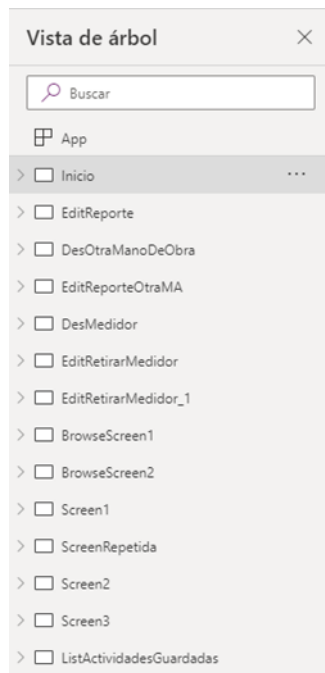 Vista de árbol
Buscar
App
Inicio
EditReporte
DesOtraManoDeObra
EditReporteOtraMA
DesMedidor
EditRetirarMedidor
EditRetirarMedidor_1
BrowseScreen1
BrowseScreen2
Screen1
ScreenRepetida
Screen2
Screen3
ListActividadesGuardadas